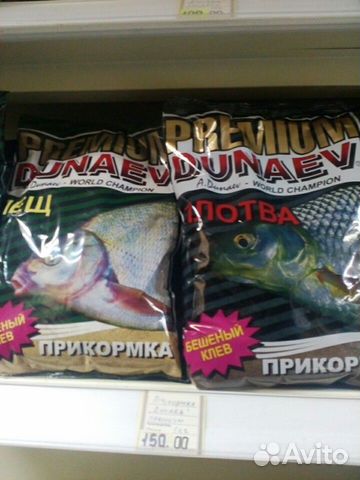 PREMIUM
DUNAEV
A.Dunaev - WORLD CHAMPION
ЛЕЩ
БЕШЕНЫЙ
КЛЕВ
ПРИКОРМКА
PREMIUM
DUNAEV
A.Dunaev - WORLD CHAMPION
ПЛОТВА
БЕШЕНЫЙ
КЛЕВ
ПРИКОР
Прикормка
150.00
Avito